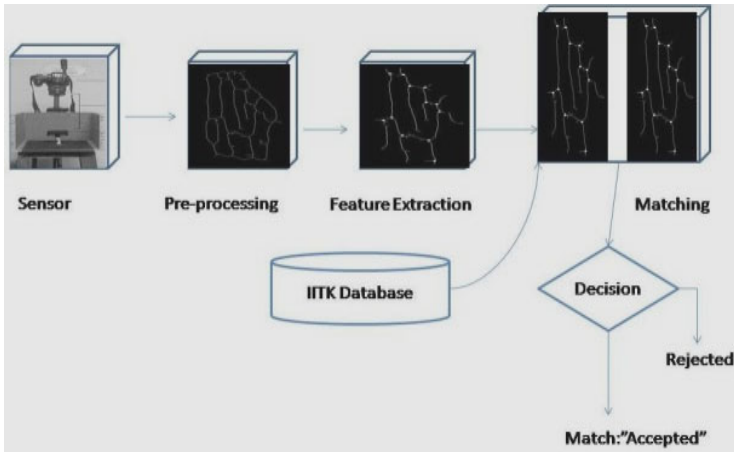 Sensor
Pre-processing
Feature Extraction
Matching
IITK Database
Decision
Rejected
Match:"Accepted"